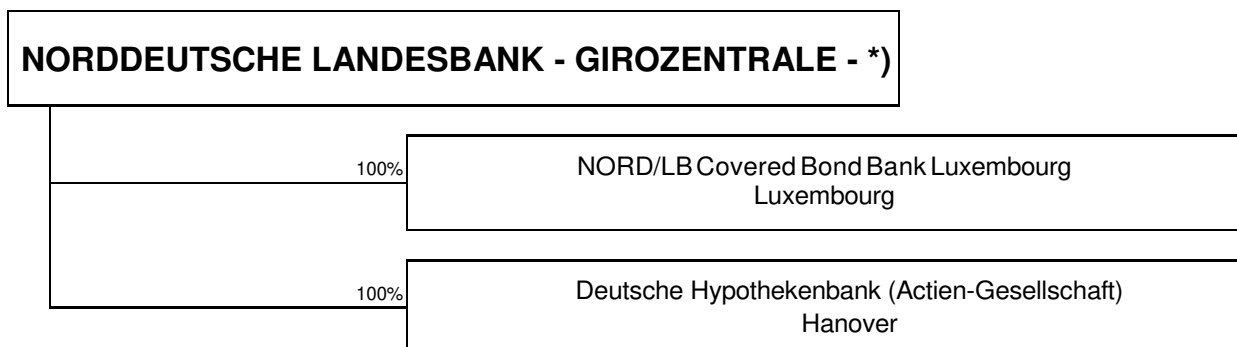 NORDDEUTSCHE LANDESBANK - GIROZENTRALE - *)
100%
NORD/LB Covered Bond Bank Luxembourg
Luxembourg
100%
Deutsche Hypothekenbank (Actien-Gesellschaft)
Hanover